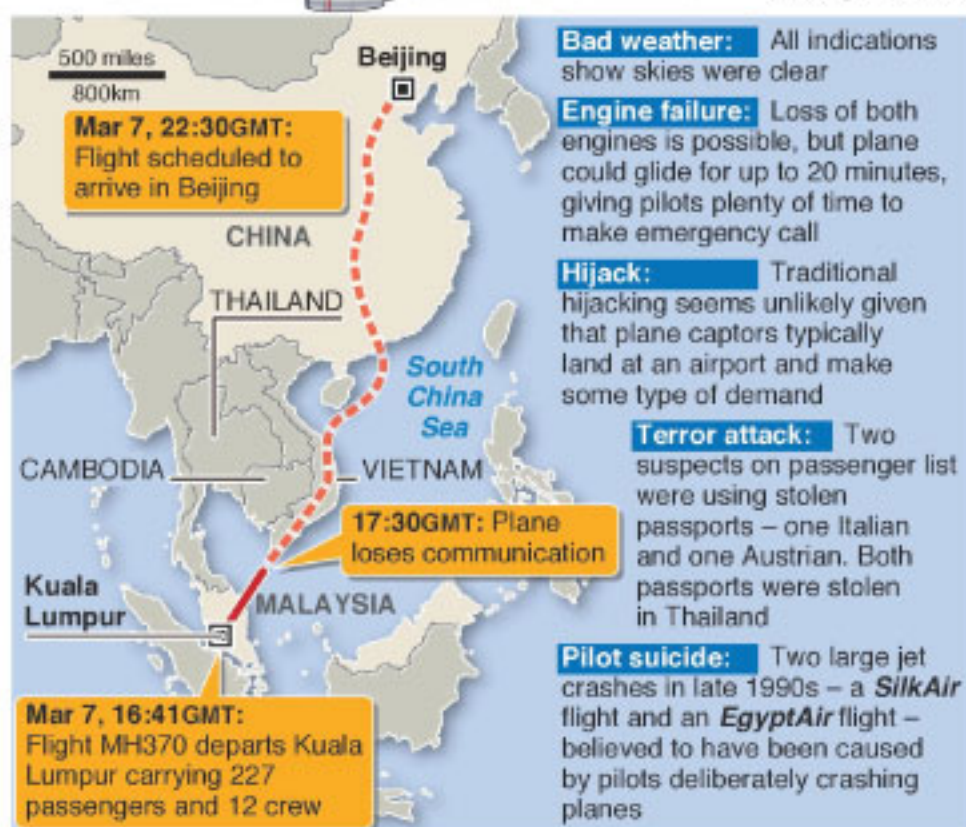 500 miles
800km
Beijing
Mar 7, 22:30GMT:
Flight scheduled to
arrive in Beijing
CHINA
THAILAND
South
China
Sea
CAMBODIA
VIETNAM
17:30GMT: Plane
loses communication
Kuala
Lumpur
MALAYSIA
Mar 7, 16:41GMT:
Flight MH370 departs Kuala
Lumpur carrying 227
passengers and 12 crew
Bad weather: All indications
show skies were clear
Engine failure: Loss of both
engines is possible, but plane
could glide for up to 20 minutes,
giving pilots plenty of time to
make emergency call
Hijack: Traditional
hijacking seems unlikely given
that plane captors typically
land at an airport and make
some type of demand
Terror attack: Two
suspects on passenger list
were using stolen
passports – one Italian
and one Austrian. Both
passports were stolen
in Thailand
Pilot suicide: Two large jet
crashes in late 1990s – a SilkAir
flight and an EgyptAir flight –
believed to have been caused
by pilots deliberately crashing
planes